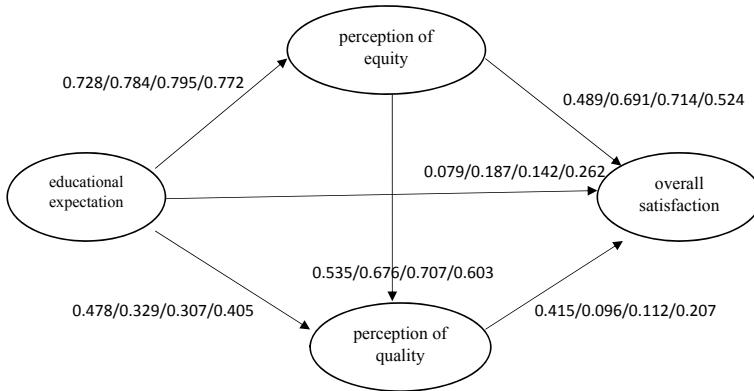 perception of
equity
0.728/0.784/0.795/0.772
0.489/0.691/0.714/0.524
0.079/0.187/0.142/0.262
educational
expectation
overall
satisfaction
0.535/0.676/0.707/0.603
0.478/0.329/0.307/0.405
0.415/0.096/0.112/0.207
perception of
quality